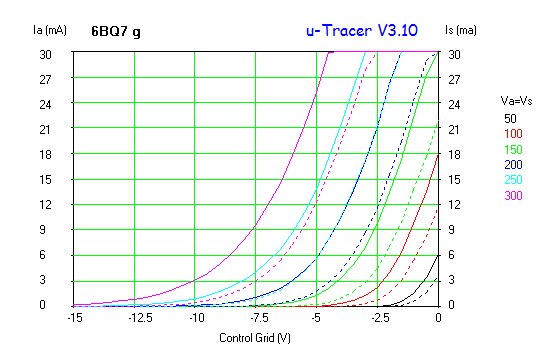 Ia (mA) 6BQ7 g u-Tracer V3.10 Is (ma)
30 30
27 27
24 24
Va=Vs
21 50 21
100
18 150 18
200
15 250 15
300
12 12
9 9
6 6
3 3
0 0
-15 -12.5 -10 -7.5 -5 -2.5 0
Control Grid (V)